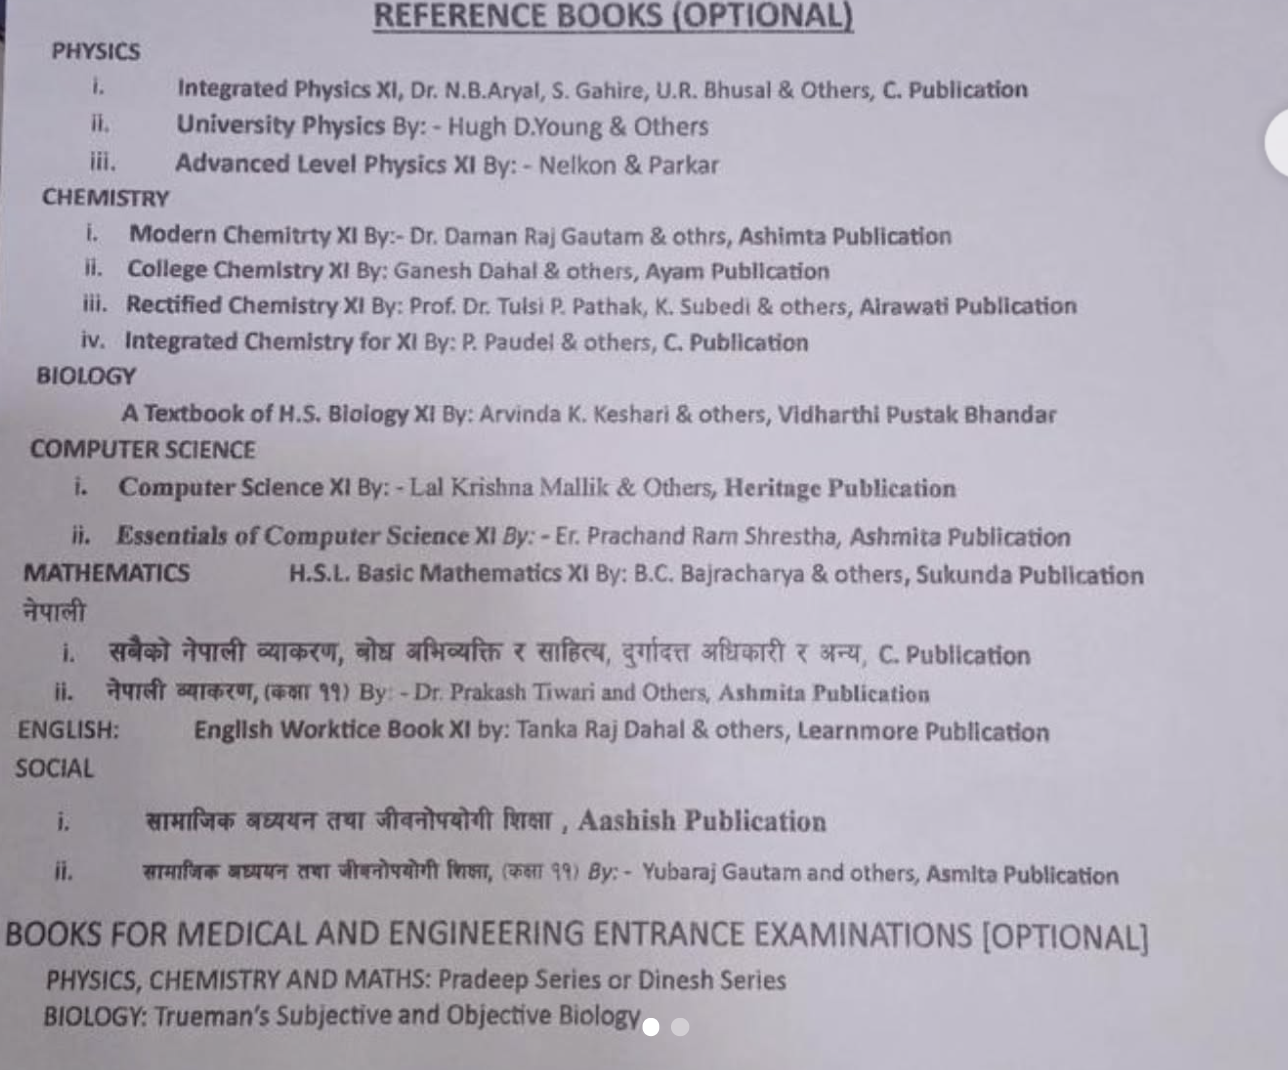 REFERENCE BOOKS (OPTIONAL)
PHYSICS
i. Integrated Physics XI, Dr. N.B.Aryal, S. Gahire, U.R. Bhusal & Others, C. Publication
ii. University Physics By: - Hugh D.Young & Others
iii. Advanced Level Physics XI By: - Nelkon & Parkar
CHEMISTRY
i. Modern Chemitrty XI By:- Dr. Daman Raj Gautam & othrs, Ashimta Publication
ii. College Chemistry XI By: Ganesh Dahal & others, Ayam Publication
iii. Rectified Chemistry XI By: Prof. Dr. Tulsi P. Pathak, K. Subedi & others, Airawati Publication
iv. Integrated Chemistry for XI By: P. Paudel & others, C. Publication
BIOLOGY
A Textbook of H.S. Biology XI By: Arvinda K. Keshari & others, Vidharthi Pustak Bhandar
COMPUTER SCIENCE
i. Computer Science XI By: - Lal Krishna Mallik & Others, Heritage Publication
ii. Essentials of Computer Science XI By: - Er. Prachand Ram Shrestha, Ashmita Publication
MATHEMATICS H.S.L. Basic Mathematics XI By: B.C. Bajracharya & others, Sukunda Publication
नेपाली
i. सबैको नेपाली व्याकरण, बोध अभिव्यक्ति र साहित्य, दुर्गादत्त अधिकारी र अन्य, C. Publication
ii. नेपाली व्याकरण, (कक्षा ११) By: - Dr. Prakash Tiwari and Others, Ashmita Publication
ENGLISH: English Worktice Book XI by: Tanka Raj Dahal & others, Learnmore Publication
SOCIAL
i. सामाजिक अध्ययन तथा जीवनोपयोगी शिक्षा , Aashish Publication
ii. सामाजिक अध्ययन तथा जीवनोपयोगी शिक्षा, (कक्षा ११) By: - Yubaraj Gautam and others, Asmita Publication
BOOKS FOR MEDICAL AND ENGINEERING ENTRANCE EXAMINATIONS [OPTIONAL]
PHYSICS, CHEMISTRY AND MATHS: Pradeep Series or Dinesh Series
BIOLOGY: Trueman's Subjective and Objective Biology